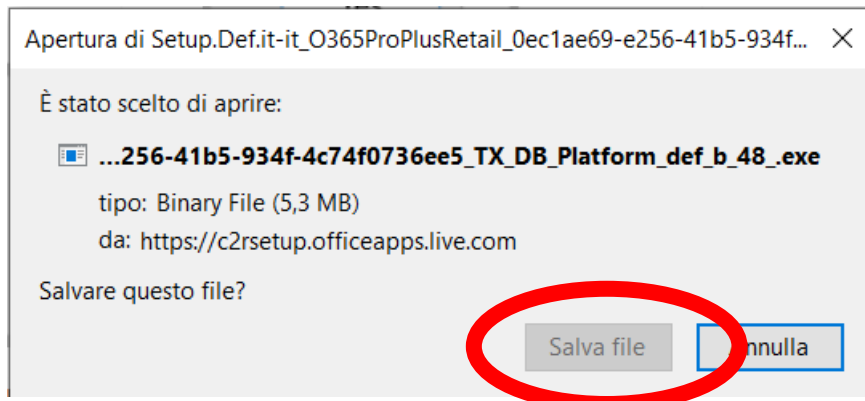 Apertura di Setup.Def.it-it_O365ProPlusRetail_0ec1ae69-e256-41b5-934f...
È stato scelto di aprire:
...256-41b5-934f-4c74f0736ee5_TX_DB_Platform_def_b_48_.exe
tipo: Binary File (5,3 MB)
da: https://c2rsetup.officeapps.live.com
Salvare questo file?
Salva file
Annulla